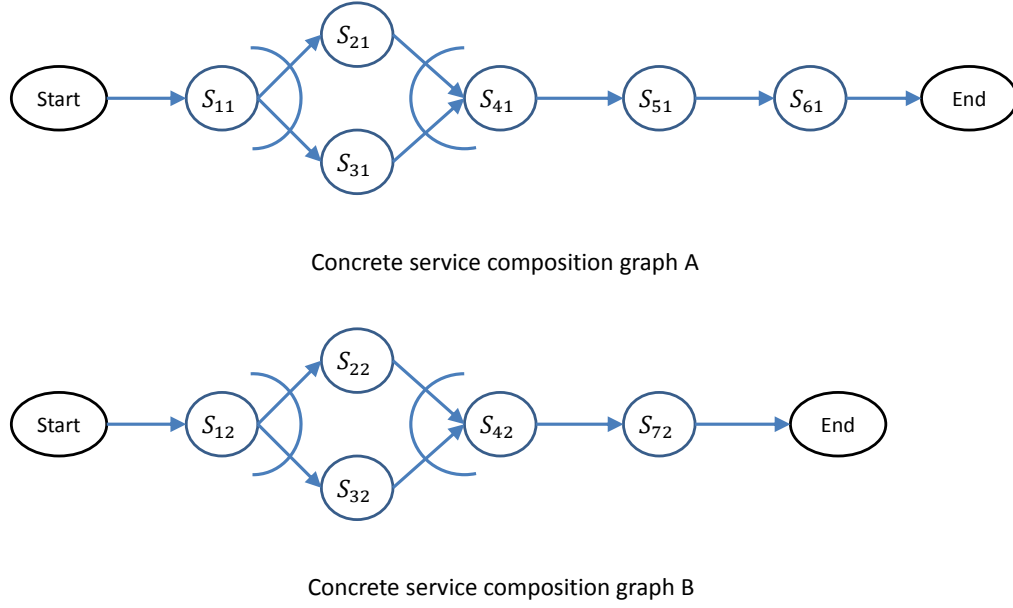 S₂₁
Start S₁₁ S₄₁ S₅₁ S₆₁ End
S₃₁
Concrete service composition graph A
S₂₂
Start S₁₂ S₄₂ S₇₂ End
S₃₂
Concrete service composition graph B